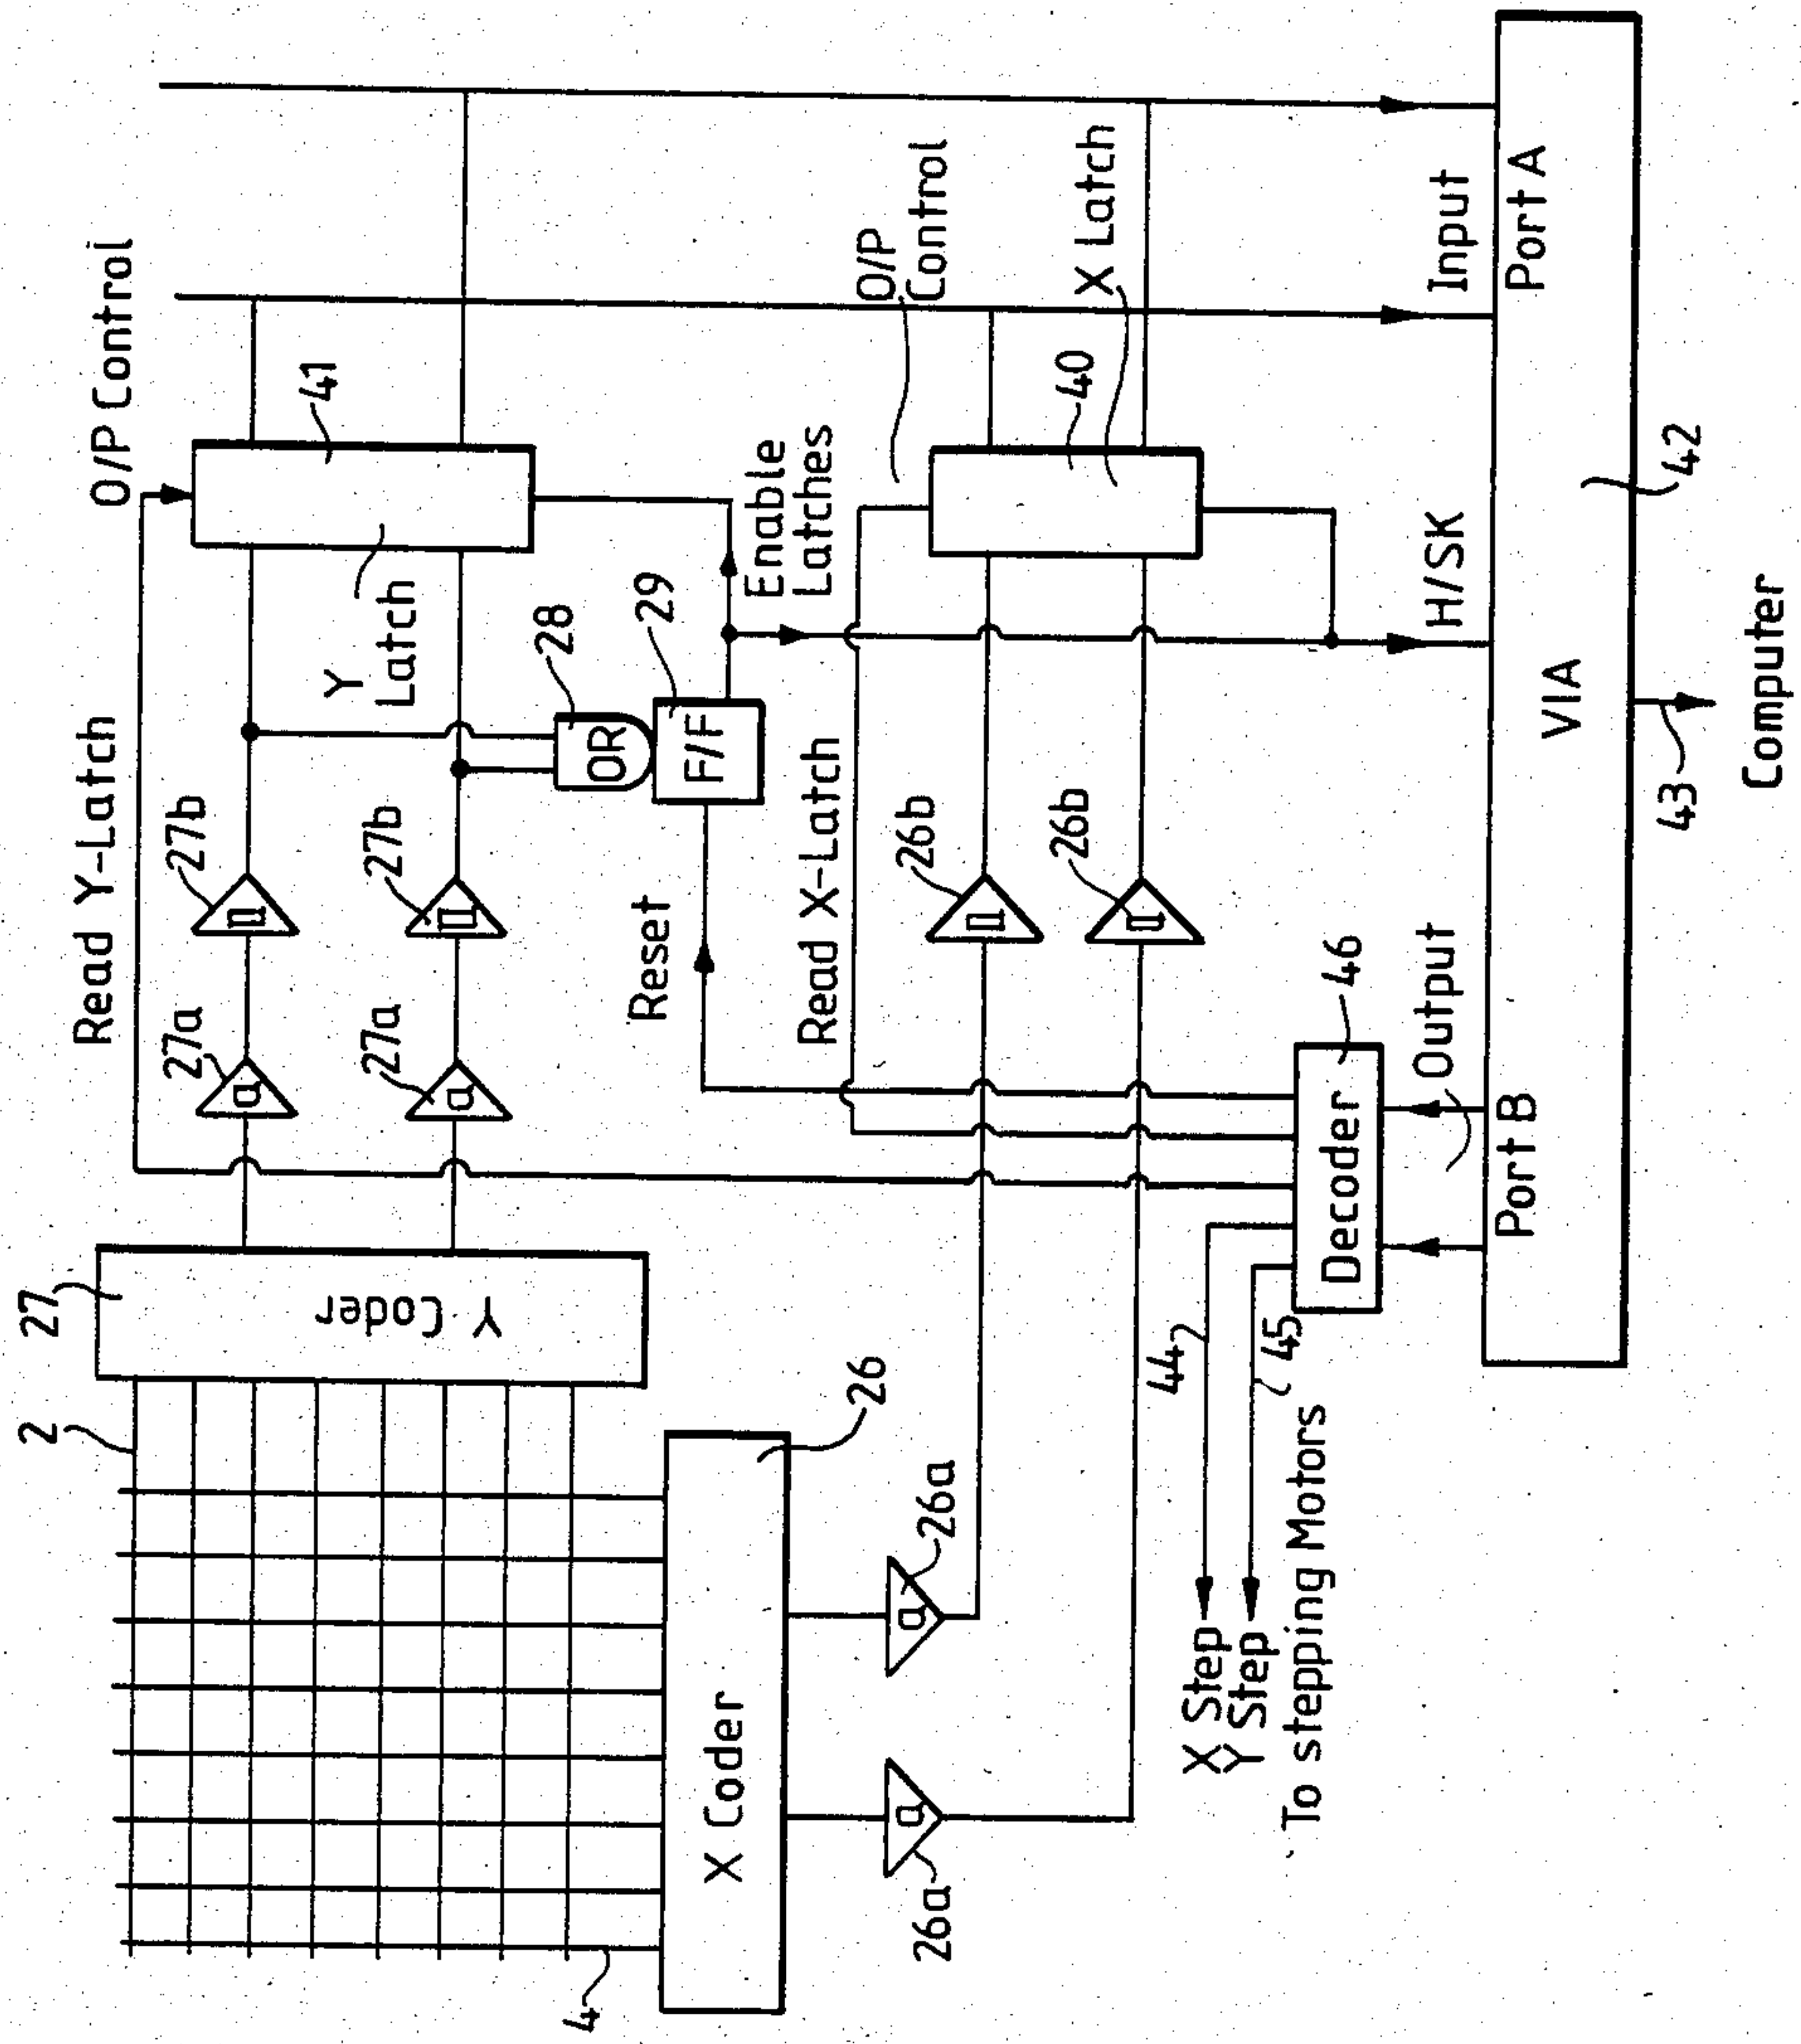 2
27
Y Coder
4
X Coder
26
26a
26a
27a
27a
27b
27b
Read Y-Latch
O/P Control
41
Y
Latch
28
OR
29
F/F
Reset
Enable
Latches
Read X-Latch
26b
26b
O/P
Control
X Latch
40
X Step
Y Step
To stepping Motors
44
45
Decoder
46
Output
H/SK
Input
Port B
VIA
Port A
42
43
Computer